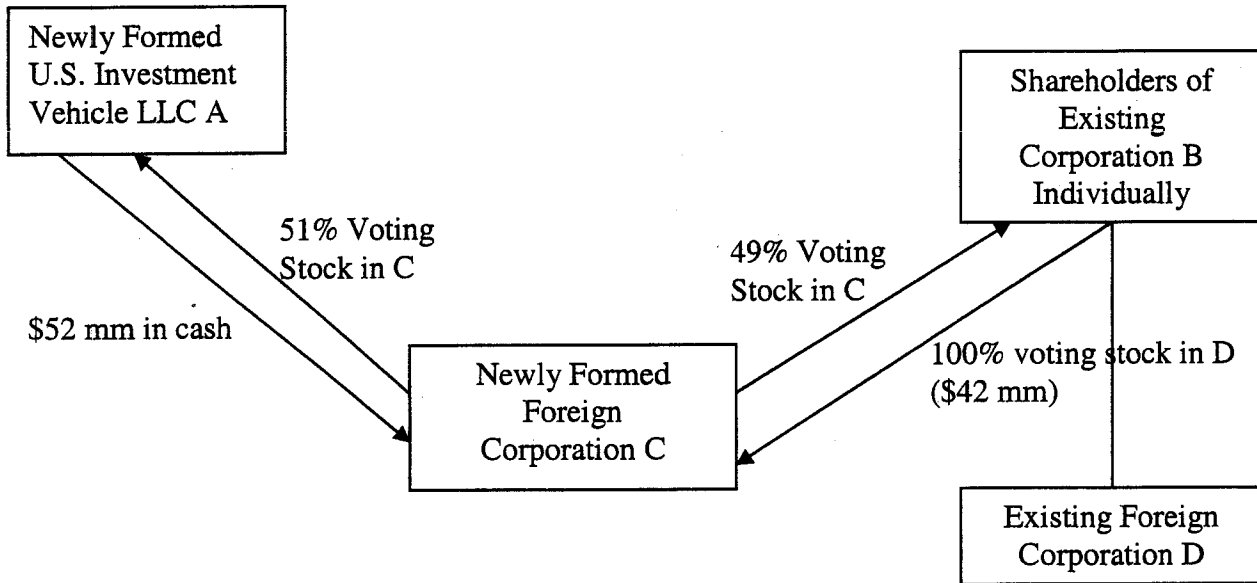 Newly Formed
U.S. Investment
Vehicle LLC A
Shareholders of
Existing
Corporation B
Individually
51% Voting
Stock in C
49% Voting
Stock in C
$52 mm in cash
100% voting stock in D
($42 mm)
Newly Formed
Foreign
Corporation C
Existing Foreign
Corporation D